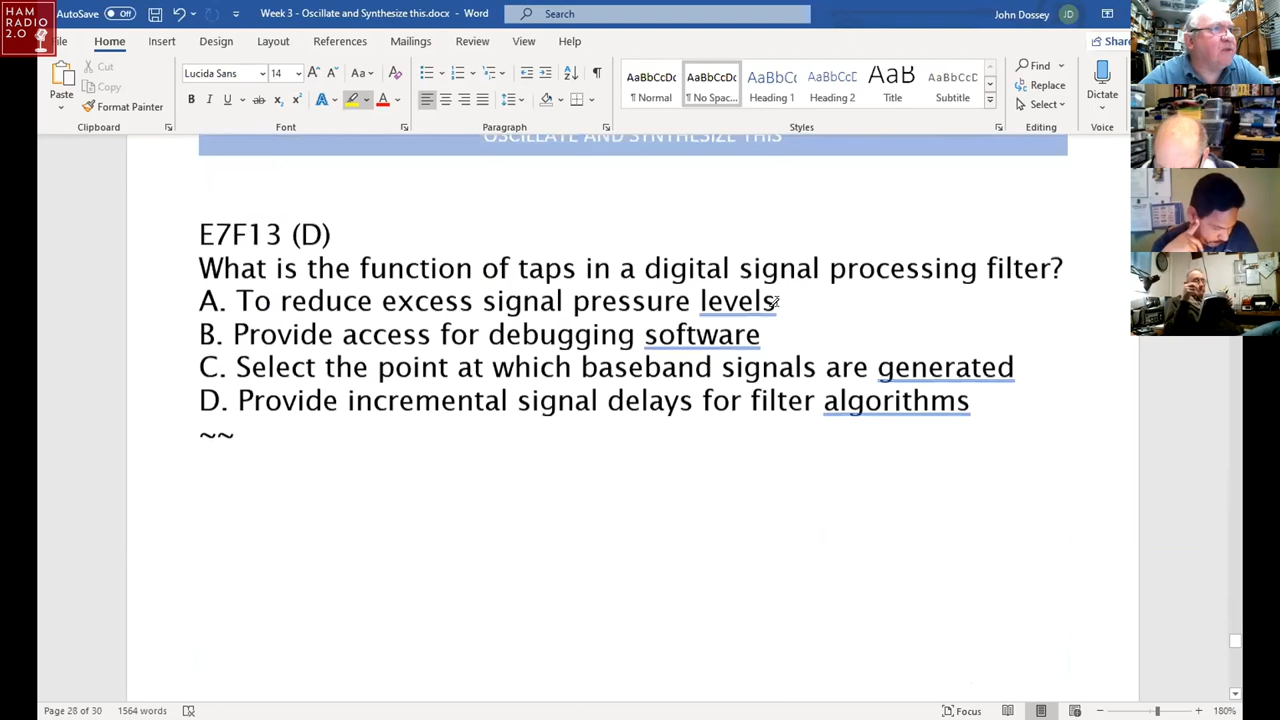 HAM
RADIO
2.0
AutoSave Off Week 3 - Oscillate and Synthesize this.docx - Word Search John Dossey JD
File Home Insert Design Layout References Mailings Review View Help Share
Paste Cut
Copy
Format Painter
Clipboard
Lucida Sans 14
Font
Paragraph
AaBbCcDc AaBbCcDc AaBbCc AaBbCcD AaB AaBbCcD
¶ Normal ¶ No Spac... Heading 1 Heading 2 Title Subtitle
Styles
Find
Replace
Select
Editing
Dictate
Voice
OSCILLATE AND SYNTHESIZE THIS
E7F13 (D)
What is the function of taps in a digital signal processing filter?
A. To reduce excess signal pressure levels
B. Provide access for debugging software
C. Select the point at which baseband signals are generated
D. Provide incremental signal delays for filter algorithms
~~
Page 28 of 30 1564 words Focus 180%